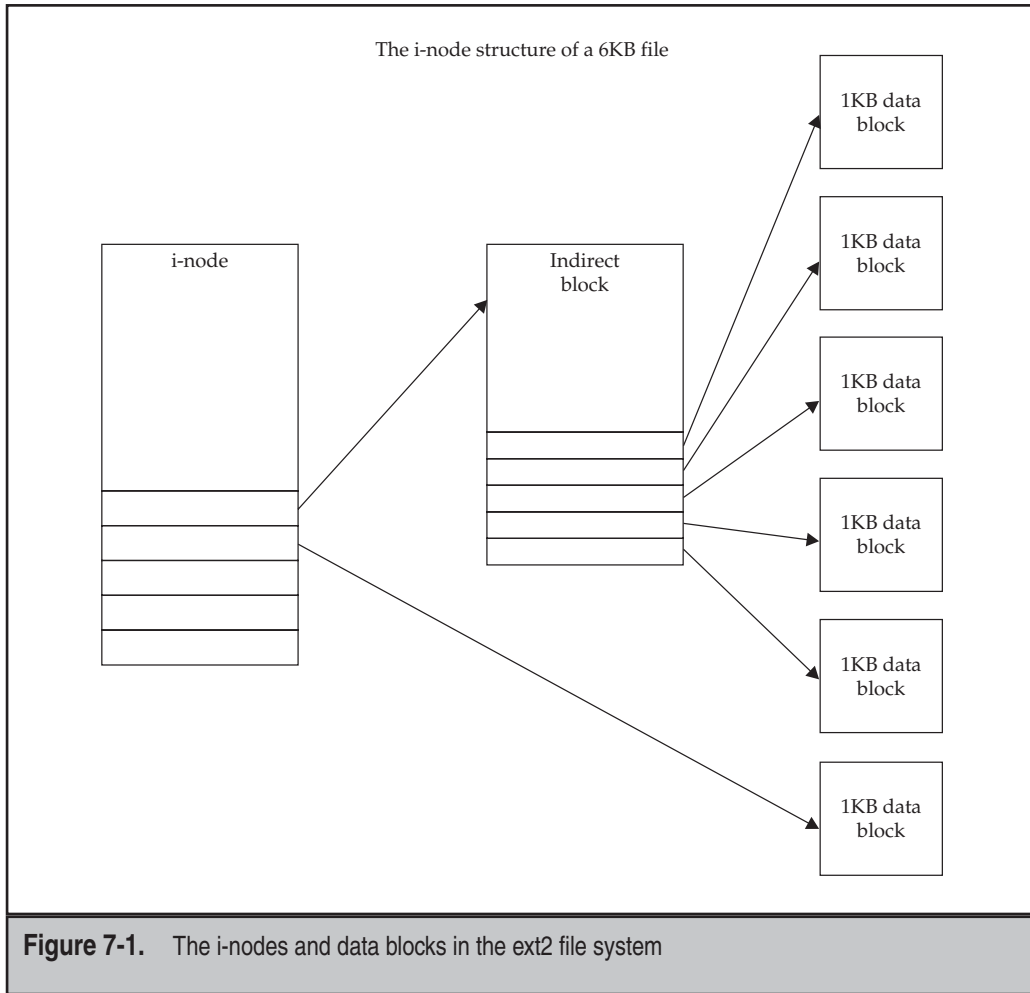 The i-node structure of a 6KB file
1KB data
block
1KB data
block
i-node
Indirect
block
1KB data
block
1KB data
block
1KB data
block
1KB data
block
Figure 7-1. The i-nodes and data blocks in the ext2 file system